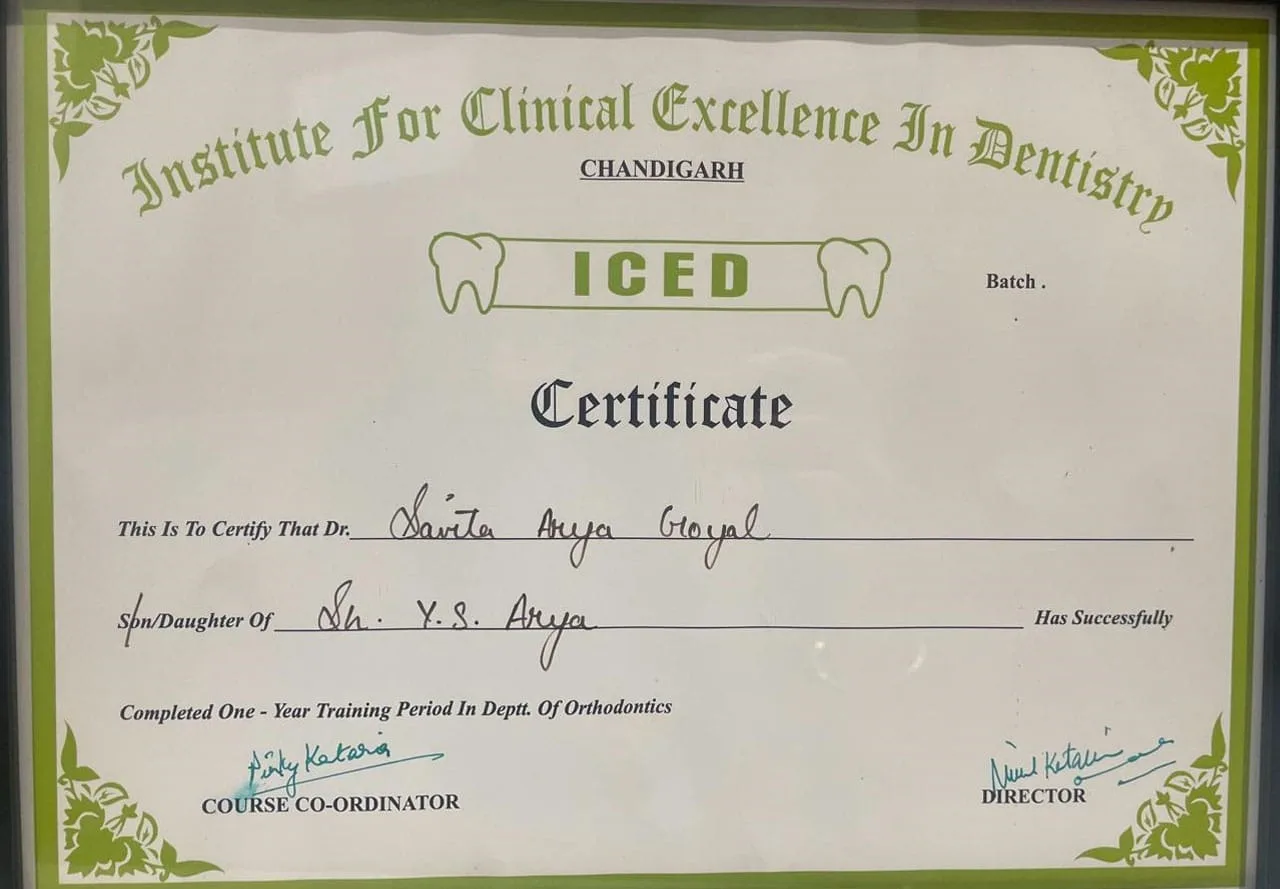 Institute For Clinical Excellence In Dentistry
CHANDIGARH
ICED
Batch .
Certificate
This Is To Certify That Dr. Savita Arya Goyal
Son/Daughter Of Sh. Y.S. Arya Has Successfully
Completed One - Year Training Period In Deptt. Of Orthodontics
Pinky Kataria
COURSE CO-ORDINATOR
DIRECTOR